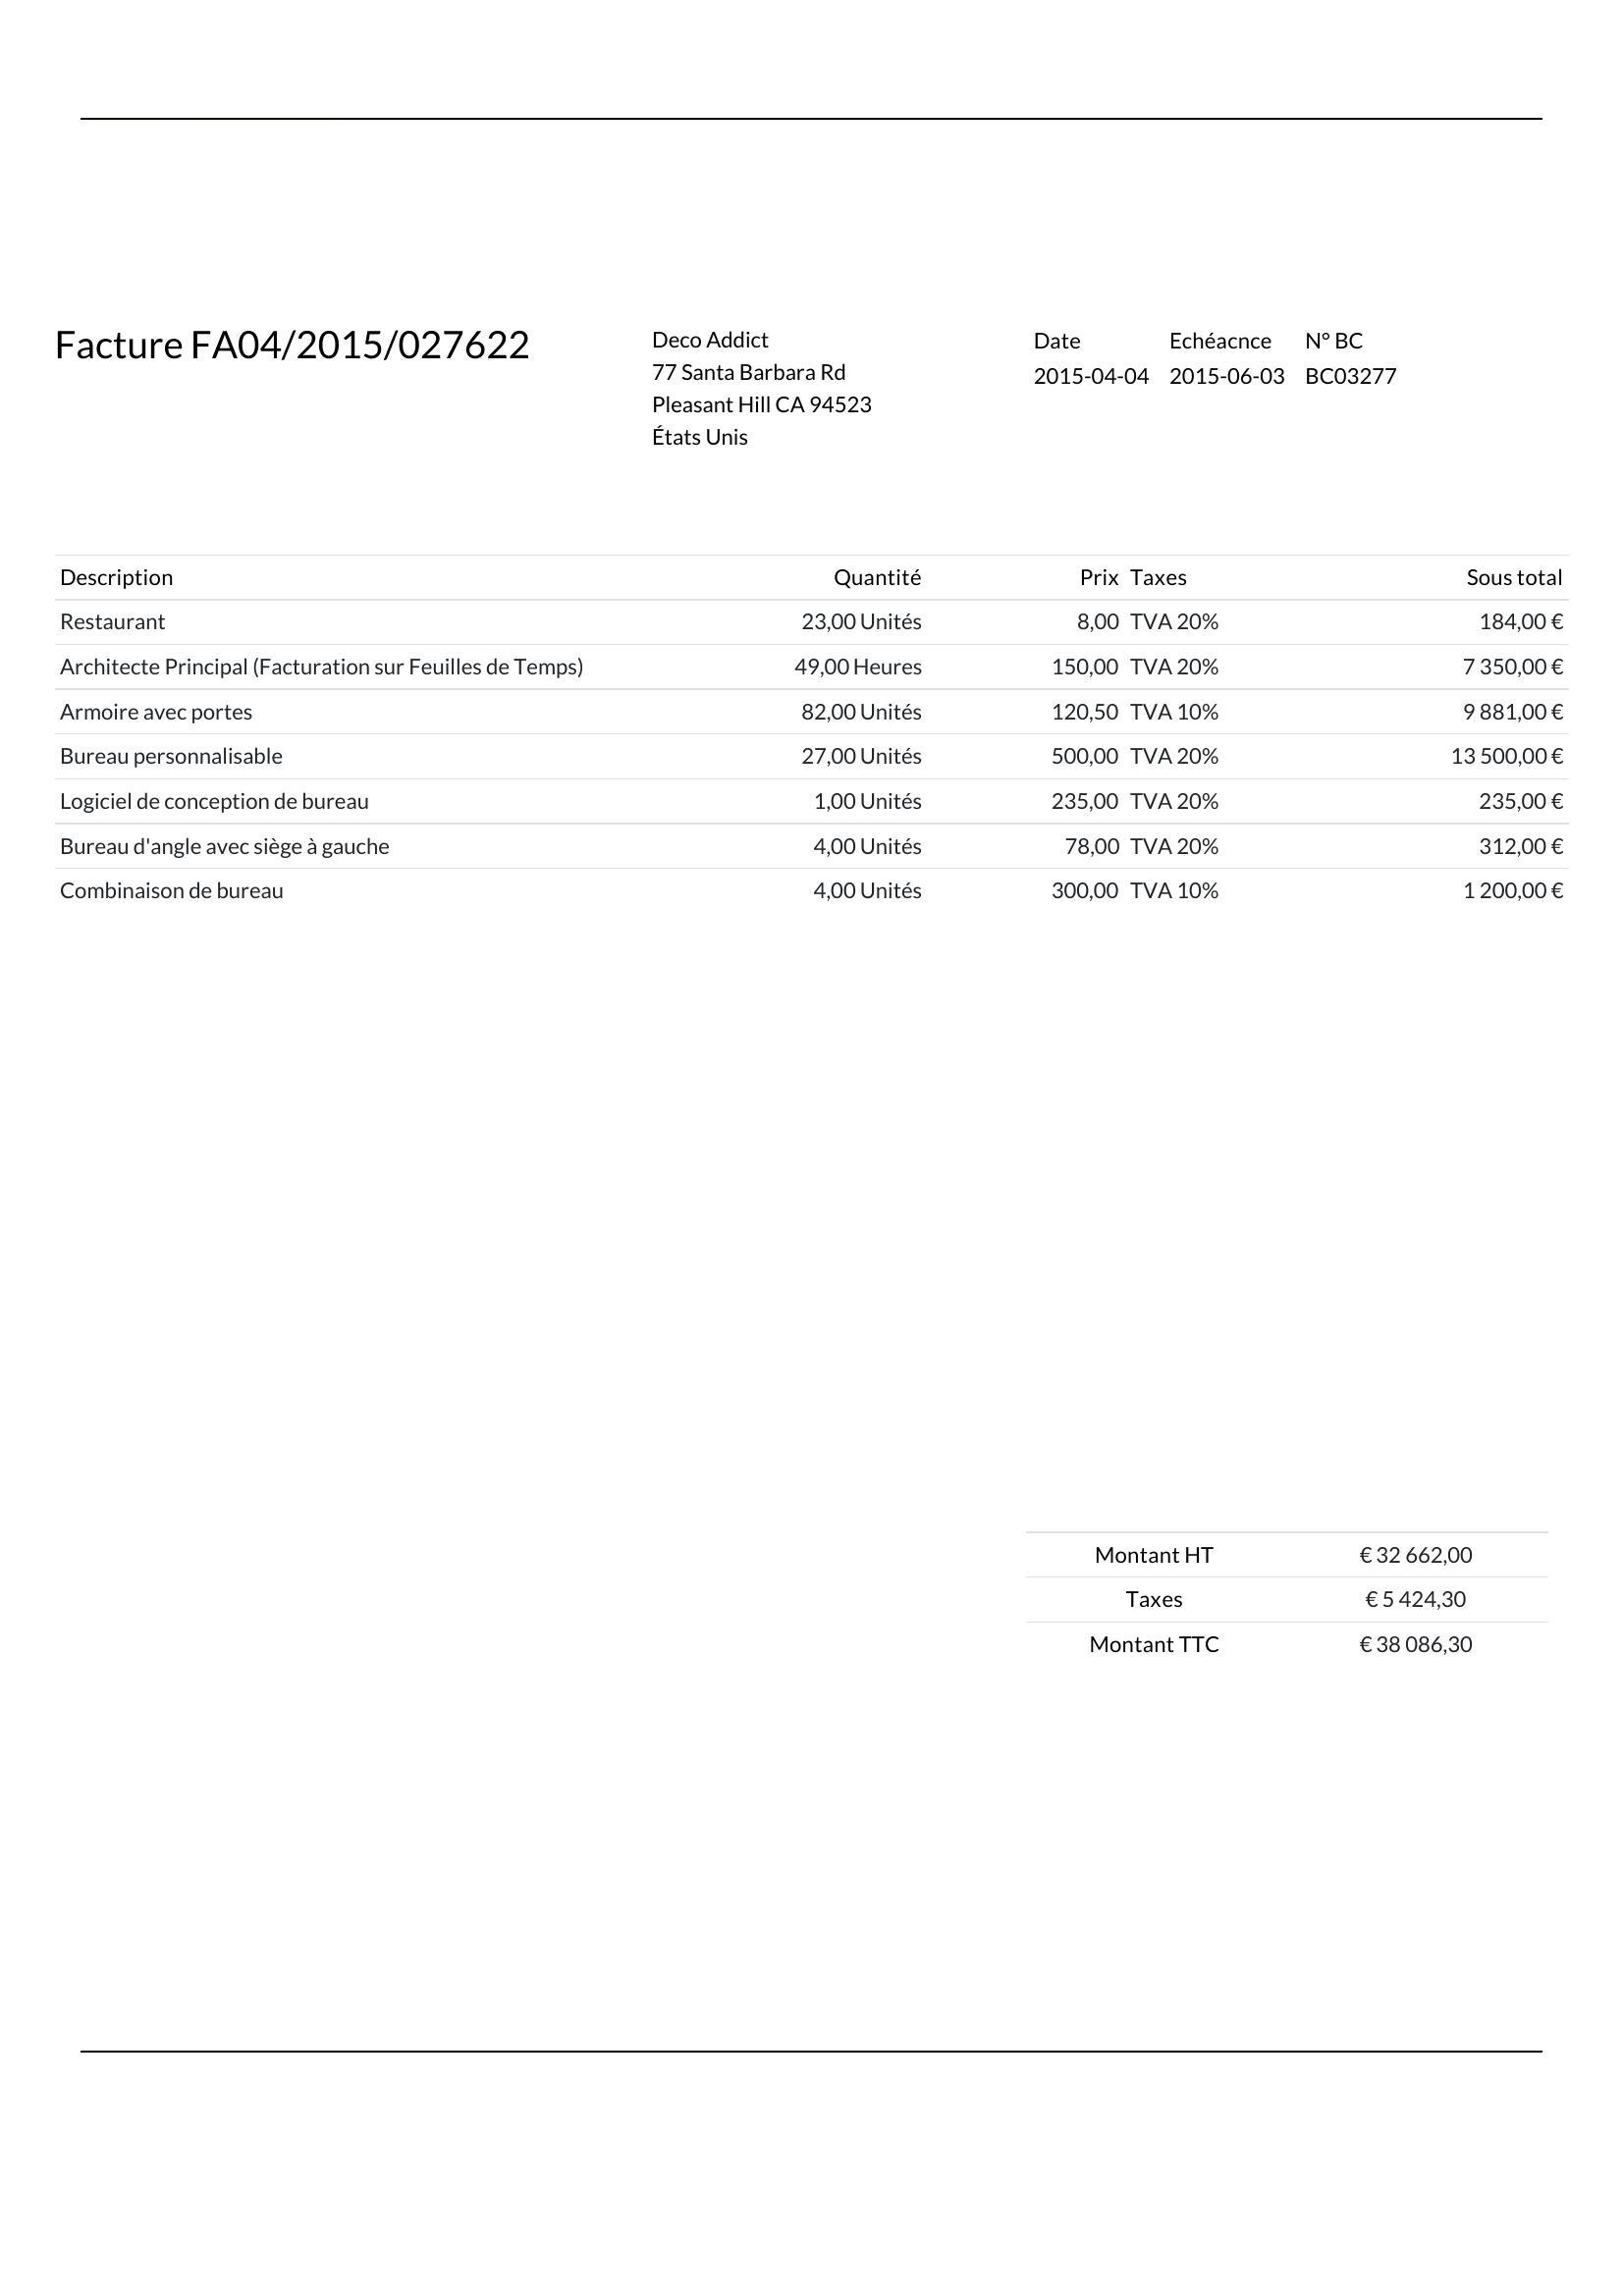 Facture FA04/2015/027622
Deco Addict
77 Santa Barbara Rd
Pleasant Hill CA 94523
États Unis
Date Echéacnce N° BC
2015-04-04 2015-06-03 BC03277
Description Quantité Prix Taxes Sous total
Restaurant 23,00 Unités 8,00 TVA 20% 184,00 €
Architecte Principal (Facturation sur Feuilles de Temps) 49,00 Heures 150,00 TVA 20% 7 350,00 €
Armoire avec portes 82,00 Unités 120,50 TVA 10% 9 881,00 €
Bureau personnalisable 27,00 Unités 500,00 TVA 20% 13 500,00 €
Logiciel de conception de bureau 1,00 Unités 235,00 TVA 20% 235,00 €
Bureau d'angle avec siège à gauche 4,00 Unités 78,00 TVA 20% 312,00 €
Combinaison de bureau 4,00 Unités 300,00 TVA 10% 1 200,00 €
Montant HT € 32 662,00
Taxes € 5 424,30
Montant TTC € 38 086,30